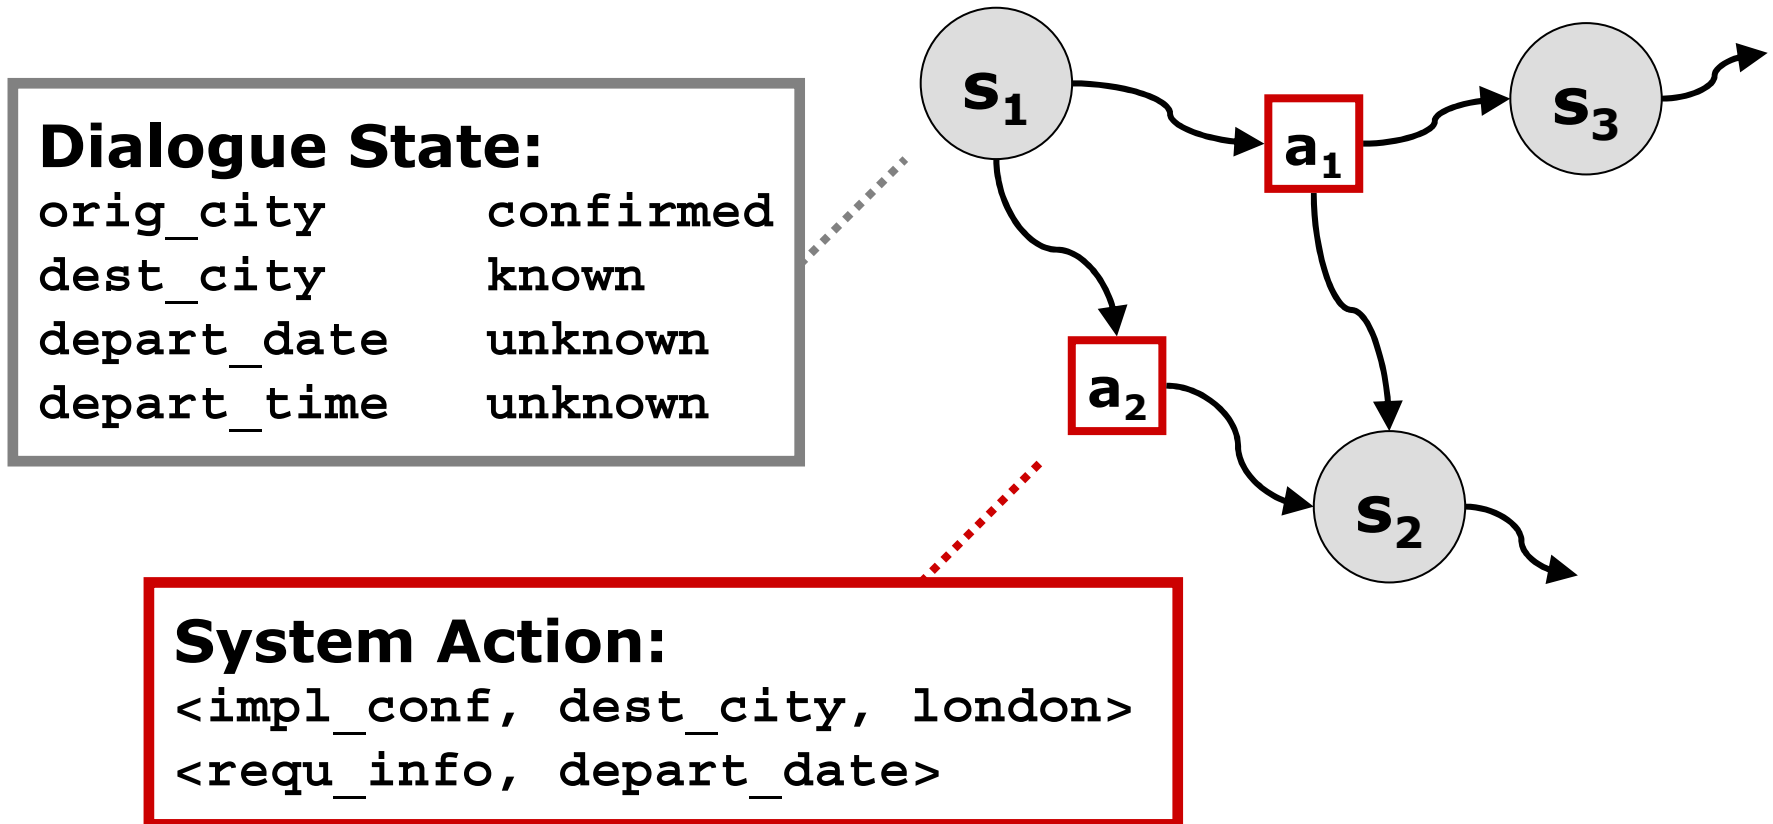 s1
a1
s3
Dialogue State:
orig_city confirmed
dest_city known
depart_date unknown
depart_time unknown
a2
s2
System Action:
<impl_conf, dest_city, london>
<requ_info, depart_date>